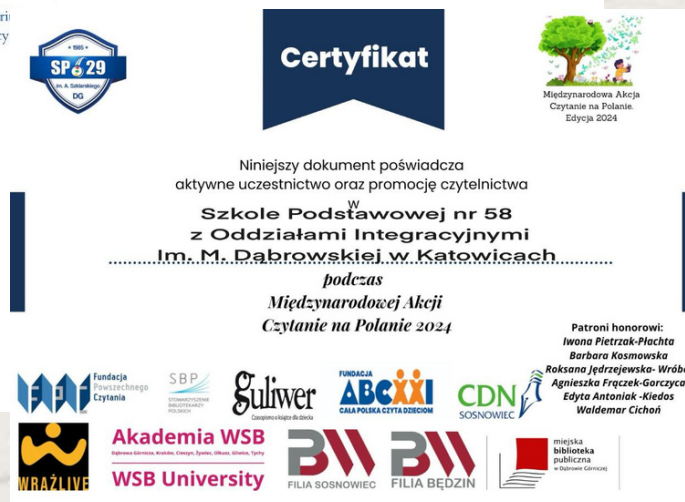 * 1985 *
SP 29
im. A. Szklarskiego
DG
Certyfikat
Międzynarodowa Akcja
Czytanie na Polanie.
Edycja 2024
Niniejszy dokument poświadcza
aktywne uczestnictwo oraz promocję czytelnictwa
w
Szkole Podstawowej nr 58
z Oddziałami Integracyjnymi
Im. M. Dąbrowskiej w Katowicach
podczas
Międzynarodowej Akcji
Czytanie na Polanie 2024
Patroni honorowi:
Iwona Pietrzak-Płachta
Barbara Kosmowska
Roksana Jędrzejewska- Wróbe
Agnieszka Frączek-Gorczyca
Edyta Antoniak -Kiedos
Waldemar Cichoń
FPC
Fundacja
Powszechnego
Czytania
SBP
STOWARZYSZENIE
BIBLIOTEKARZY
POLSKICH
Guliwer
Czasopismo o książce dla dziecka
FUNDACJA
ABCXXI
CAŁA POLSKA CZYTA DZIECIOM
CDN
SOSNOWIEC
WRAŻLIWE
Akademia WSB
Dąbrowa Górnicza, Kraków, Cieszyn, Żywiec, Olkusz, Gliwice, Tychy
WSB University
BW
FILIA SOSNOWIEC
BW
FILIA BĘDZIN
miejska
biblioteka
publiczna
w Dąbrowie Górniczej